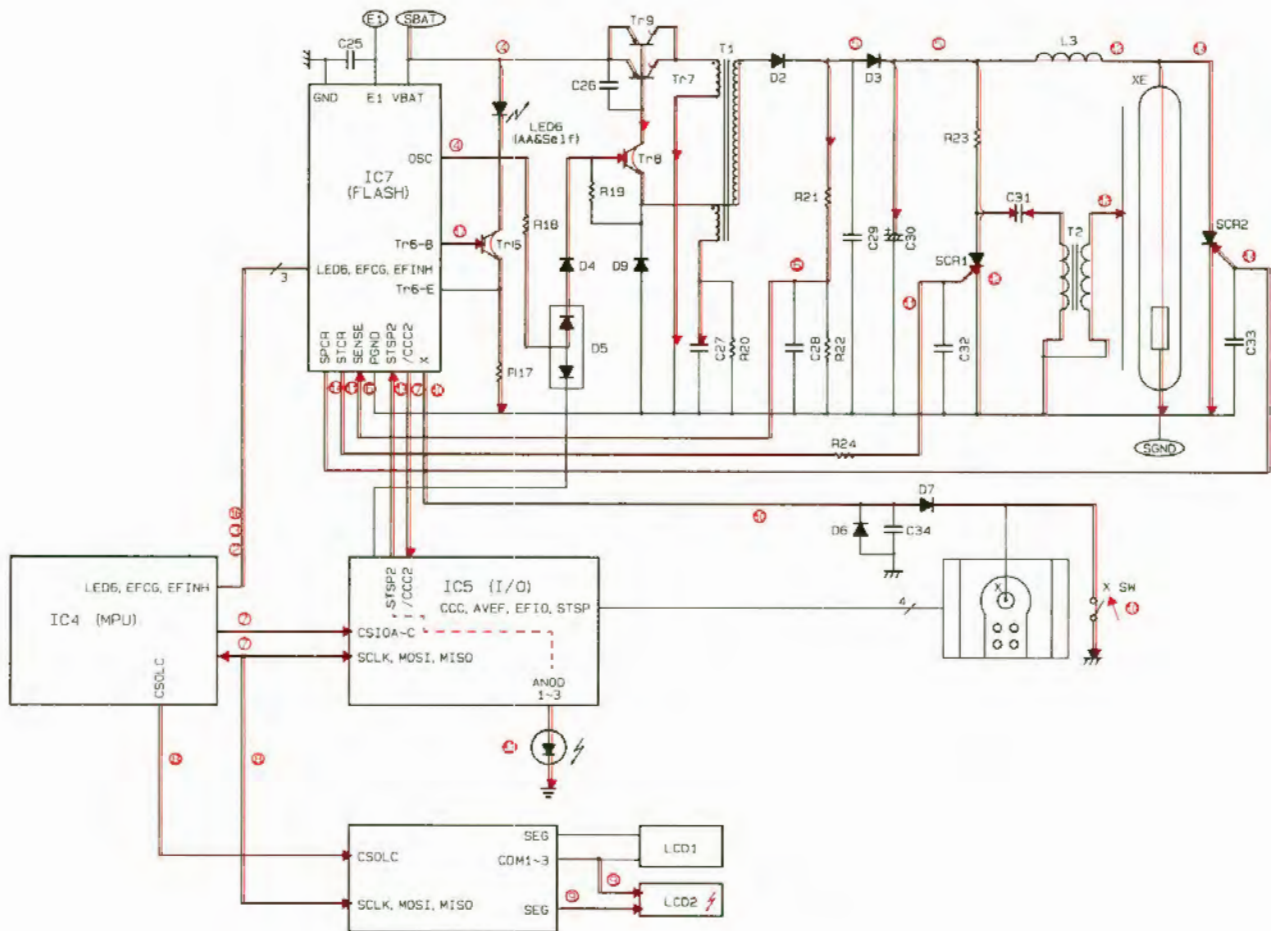 E1
SBAT
C25
GND
E1 VBAT
Tr9
T1
C26
Tr7
D2
D3
L3
XE
LED6
(AA&Self)
OSC
IC7
(FLASH)
Tr8
R19
R18
R23
R21
C31
T2
SCR2
C29
C30
SCR1
Tr6-B
LED6, EFCG, EFINH
Tr6-E
3
D4
D9
D5
C27
R20
C28
R22
C32
C33
R17
SPCR
STCR
SENSE
PGND
STSP2
/CCC2
X
R24
SGND
D7
D6
C34
X SW
X
LED6, EFCG, EFINH
IC4 (MPU)
CSOLC
STSP2
/CCC2
IC5 (I/O)
CCC, AVEF, EFIO, STSP
4
CSIOA~C
SCLK, MOSI, MISO
ANOD
1~3
CSOLC
SCLK, MOSI, MISO
SEG
COM1~3
SEG
LCD1
LCD2